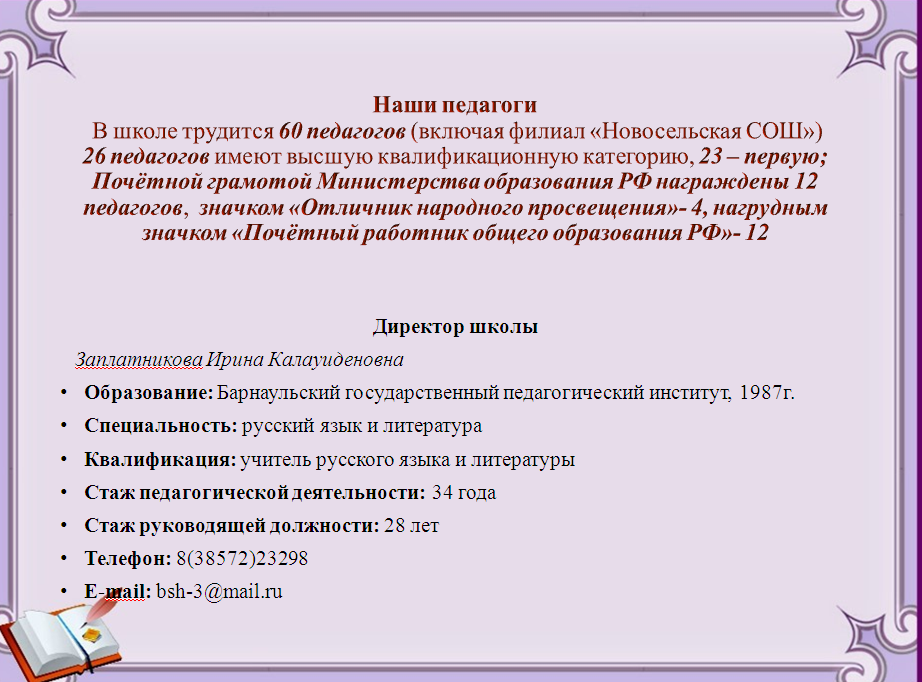 Наши педагоги
В школе трудится 60 педагогов (включая филиал «Новосельская СОШ»)
26 педагогов имеют высшую квалификационную категорию, 23 – первую;
Почётной грамотой Министерства образования РФ награждены 12
педагогов, значком «Отличник народного просвещения»- 4, нагрудным
значком «Почётный работник общего образования РФ»- 12
Директор школы
Заплатникова Ирина Калауиденовна
• Образование: Барнаульский государственный педагогический институт, 1987г.
• Специальность: русский язык и литература
• Квалификация: учитель русского языка и литературы
• Стаж педагогической деятельности: 34 года
• Стаж руководящей должности: 28 лет
• Телефон: 8(38572)23298
• E-mail: bsh-3@mail.ru